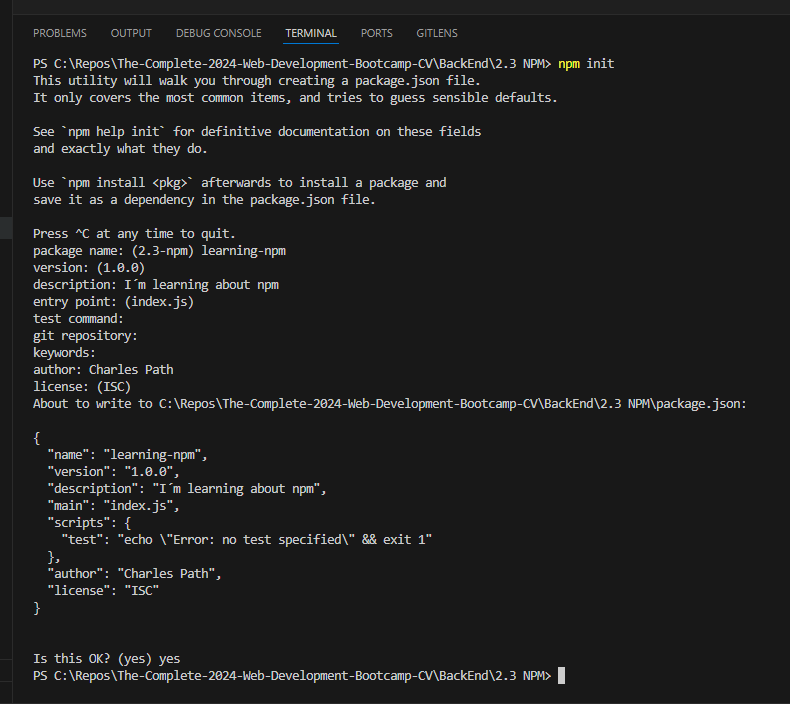 PROBLEMS OUTPUT DEBUG CONSOLE TERMINAL PORTS GITLENS
PS C:\Repos\The-Complete-2024-Web-Development-Bootcamp-CV\BackEnd\2.3 NPM> npm init
This utility will walk you through creating a package.json file.
It only covers the most common items, and tries to guess sensible defaults.

See `npm help init` for definitive documentation on these fields
and exactly what they do.

Use `npm install <pkg>` afterwards to install a package and
save it as a dependency in the package.json file.

Press ^C at any time to quit.
package name: (2.3-npm) learning-npm
version: (1.0.0)
description: I´m learning about npm
entry point: (index.js)
test command:
git repository:
keywords:
author: Charles Path
license: (ISC)
About to write to C:\Repos\The-Complete-2024-Web-Development-Bootcamp-CV\BackEnd\2.3 NPM\package.json:

{
  "name": "learning-npm",
  "version": "1.0.0",
  "description": "I´m learning about npm",
  "main": "index.js",
  "scripts": {
    "test": "echo \"Error: no test specified\" && exit 1"
  },
  "author": "Charles Path",
  "license": "ISC"
}

Is this OK? (yes) yes
PS C:\Repos\The-Complete-2024-Web-Development-Bootcamp-CV\BackEnd\2.3 NPM>